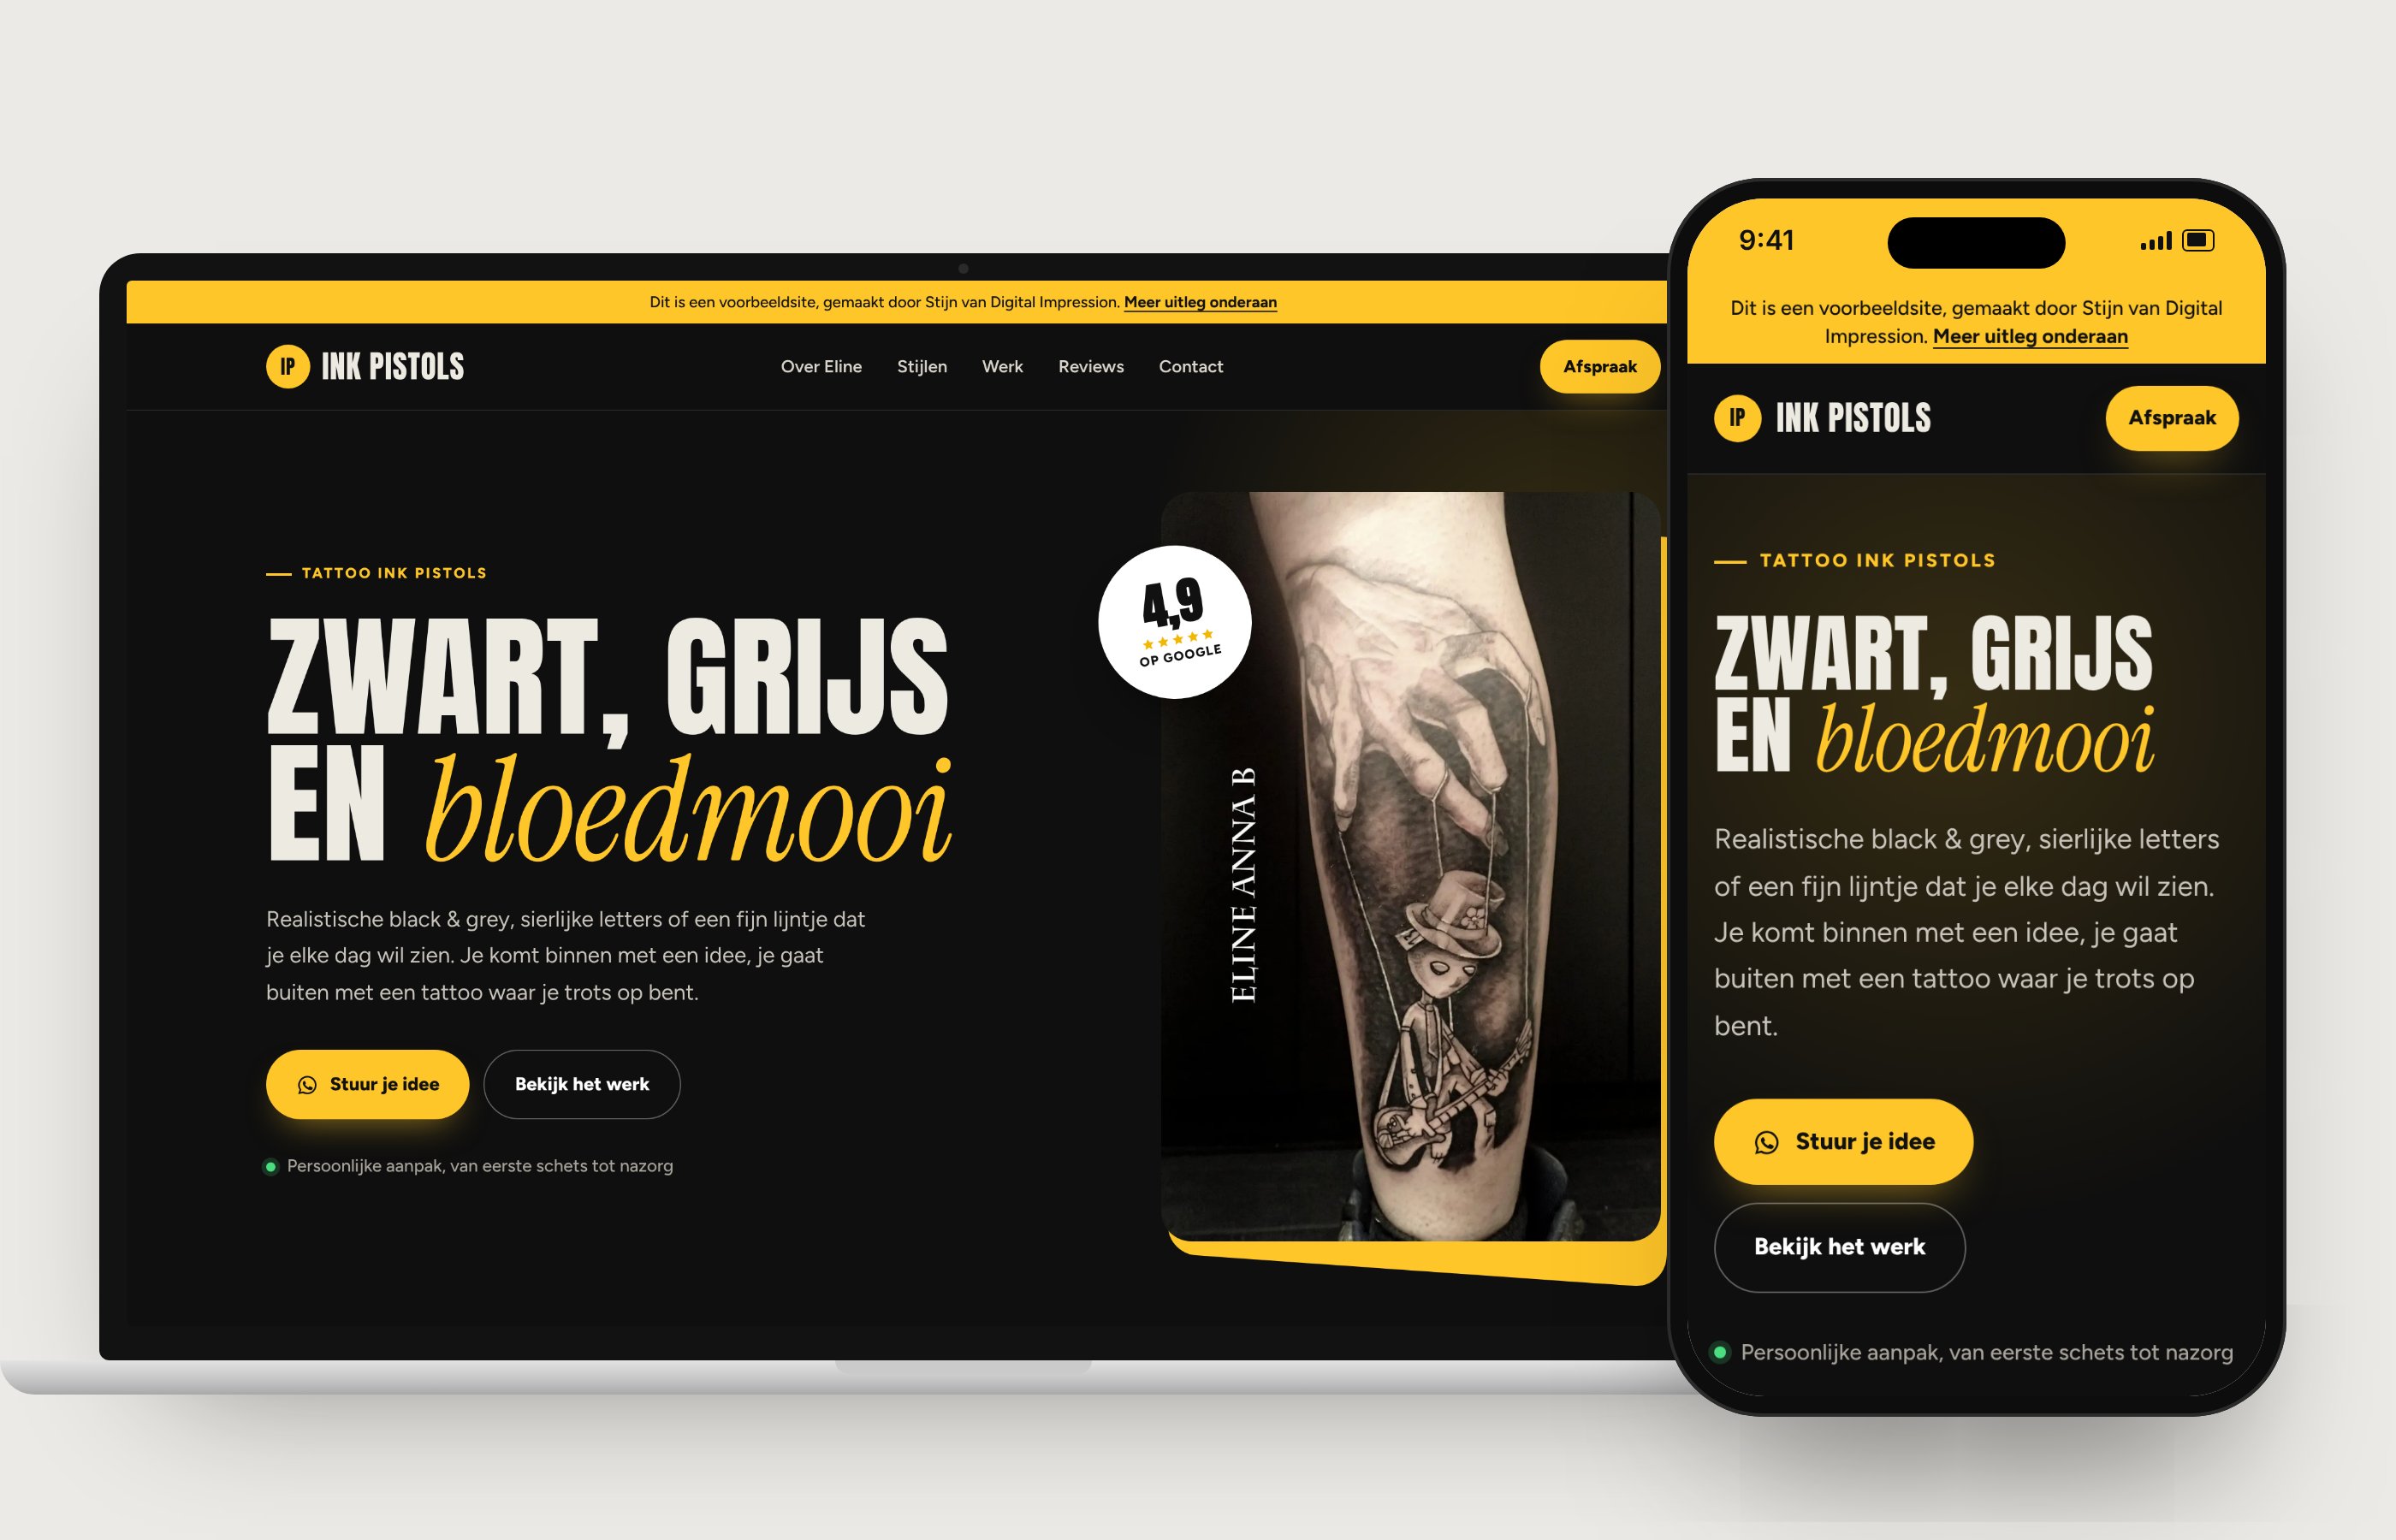 Dit is een voorbeeldsite, gemaakt door Stijn van Digital Impression. Meer uitleg onderaan
IP INK PISTOLS
Over Eline Stijlen Werk Reviews Contact
Afspraak
TATTOO INK PISTOLS
ZWART, GRIJS
EN bloedmooi
Realistische black & grey, sierlijke letters of een fijn lijntje dat
je elke dag wil zien. Je komt binnen met een idee, je gaat
buiten met een tattoo waar je trots op bent.
Stuur je idee
Bekijk het werk
Persoonlijke aanpak, van eerste schets tot nazorg
4,9
OP GOOGLE
ELINE ANNA B
9:41
Dit is een voorbeeldsite, gemaakt door Stijn van Digital
Impression. Meer uitleg onderaan
IP INK PISTOLS
Afspraak
TATTOO INK PISTOLS
ZWART, GRIJS
EN bloedmooi
Realistische black & grey, sierlijke letters
of een fijn lijntje dat je elke dag wil zien.
Je komt binnen met een idee, je gaat
buiten met een tattoo waar je trots op
bent.
Stuur je idee
Bekijk het werk
Persoonlijke aanpak, van eerste schets tot nazorg